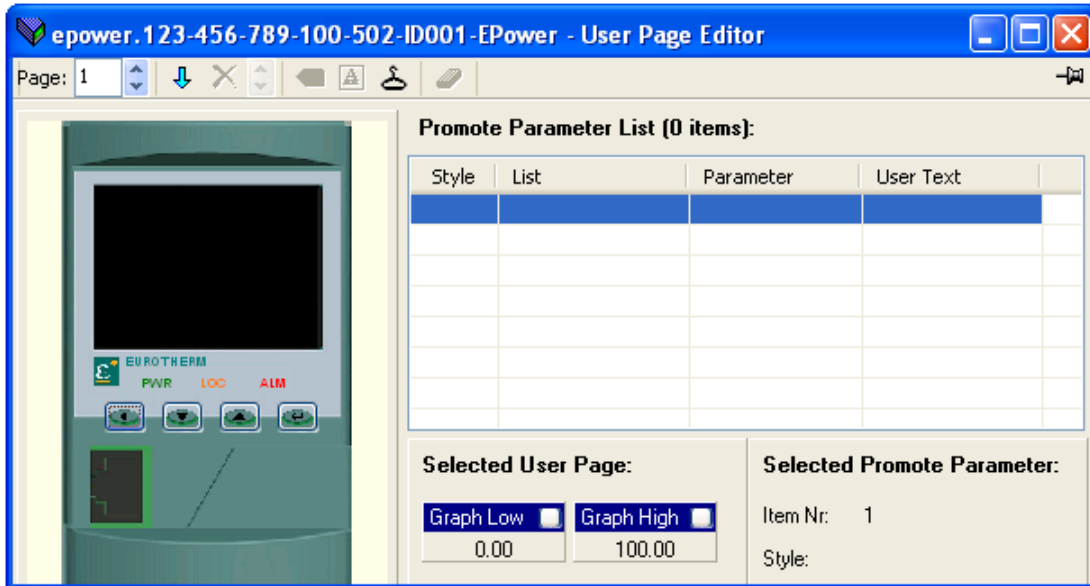 epower.123-456-789-100-502-ID001-EPower - User Page Editor
Page: 1
A
Promote Parameter List (0 items):
Style List Parameter User Text
EUROTHERM
PWR LOC ALM
Selected User Page:
Graph Low Graph High
0.00 100.00
Selected Promote Parameter:
Item Nr: 1
Style: